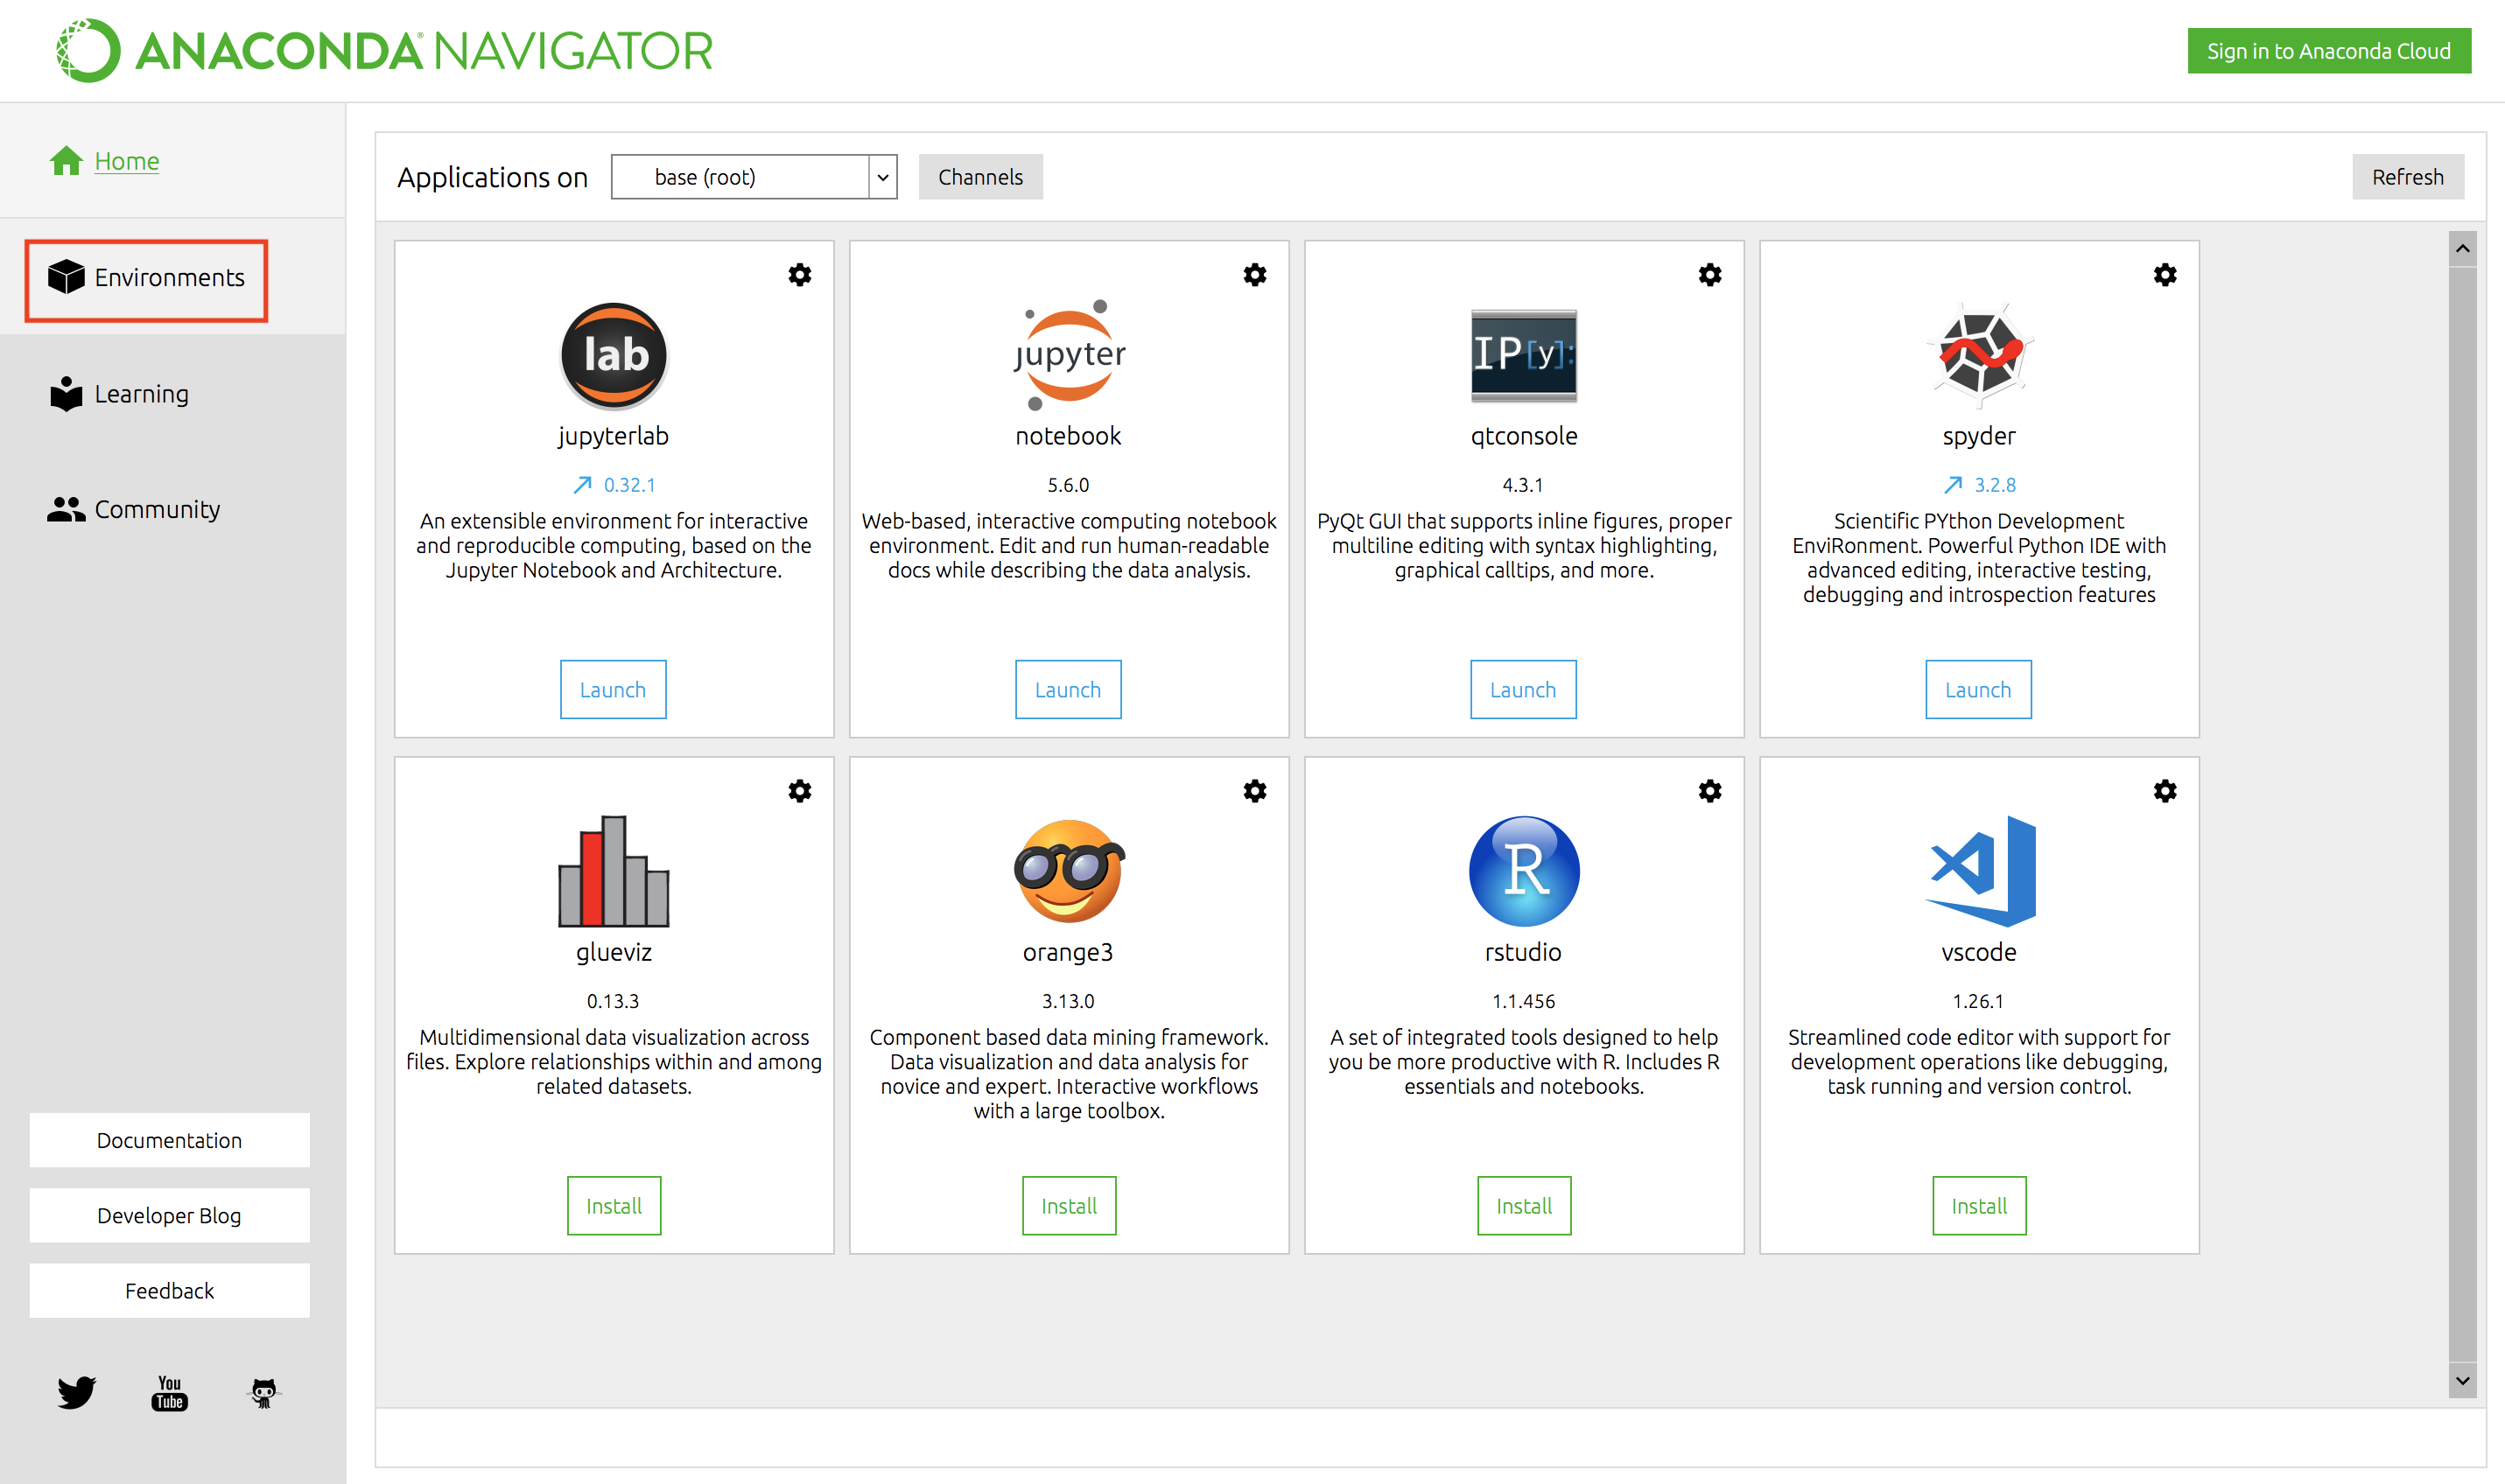 ANACONDA® NAVIGATOR
Sign in to Anaconda Cloud
Home
Environments
Learning
Community
Documentation
Developer Blog
Feedback
You
Tube
Applications on
base (root)
Channels
Refresh
lab
jupyterlab
0.32.1
An extensible environment for interactive
and reproducible computing, based on the
Jupyter Notebook and Architecture.
Launch
jupyter
notebook
5.6.0
Web-based, interactive computing notebook
environment. Edit and run human-readable
docs while describing the data analysis.
Launch
IP[y]:
qtconsole
4.3.1
PyQt GUI that supports inline figures, proper
multiline editing with syntax highlighting,
graphical calltips, and more.
Launch
spyder
3.2.8
Scientific PYthon Development
EnviRonment. Powerful Python IDE with
advanced editing, interactive testing,
debugging and introspection features
Launch
glueviz
0.13.3
Multidimensional data visualization across
files. Explore relationships within and among
related datasets.
Install
orange3
3.13.0
Component based data mining framework.
Data visualization and data analysis for
novice and expert. Interactive workflows
with a large toolbox.
Install
R
rstudio
1.1.456
A set of integrated tools designed to help
you be more productive with R. Includes R
essentials and notebooks.
Install
vscode
1.26.1
Streamlined code editor with support for
development operations like debugging,
task running and version control.
Install